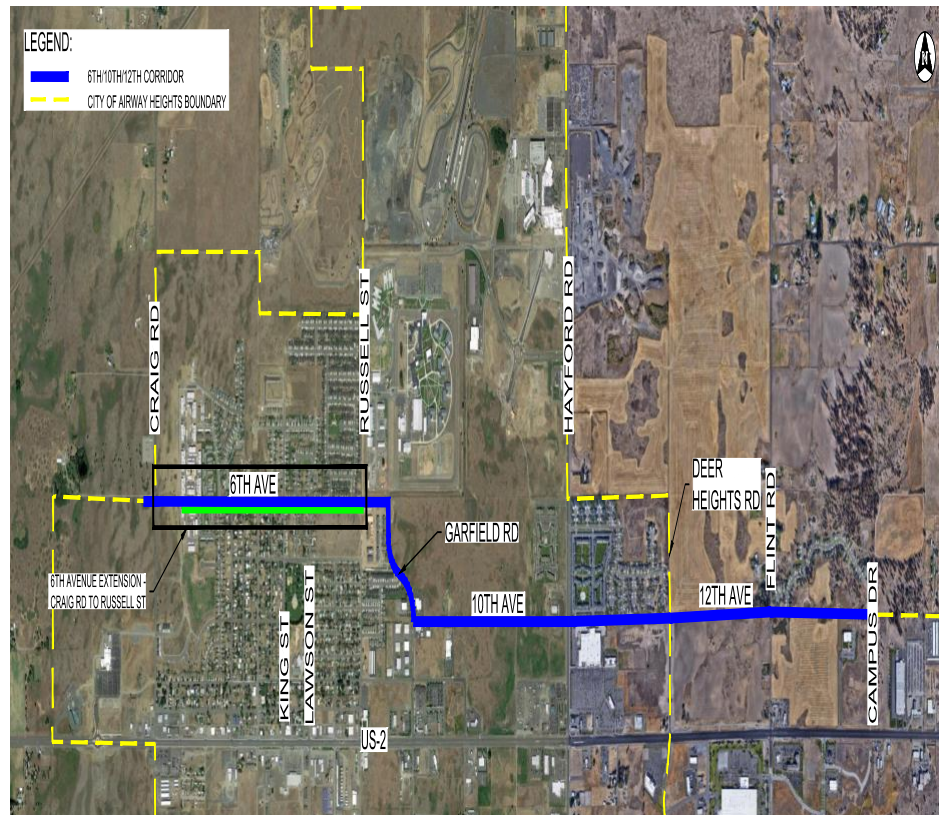 LEGEND:
6TH/10TH/12TH CORRIDOR
CITY OF AIRWAY HEIGHTS BOUNDARY
N
CRAIG RD
RUSSELL ST
HAYFORD RD
6TH AVE
DEER
HEIGHTS RD
FLINT RD
GARFIELD RD
6TH AVENUE EXTENSION -
CRAIG RD TO RUSSELL ST
10TH AVE
12TH AVE
CAMPUS DR
KING ST
LAWSON ST
US-2